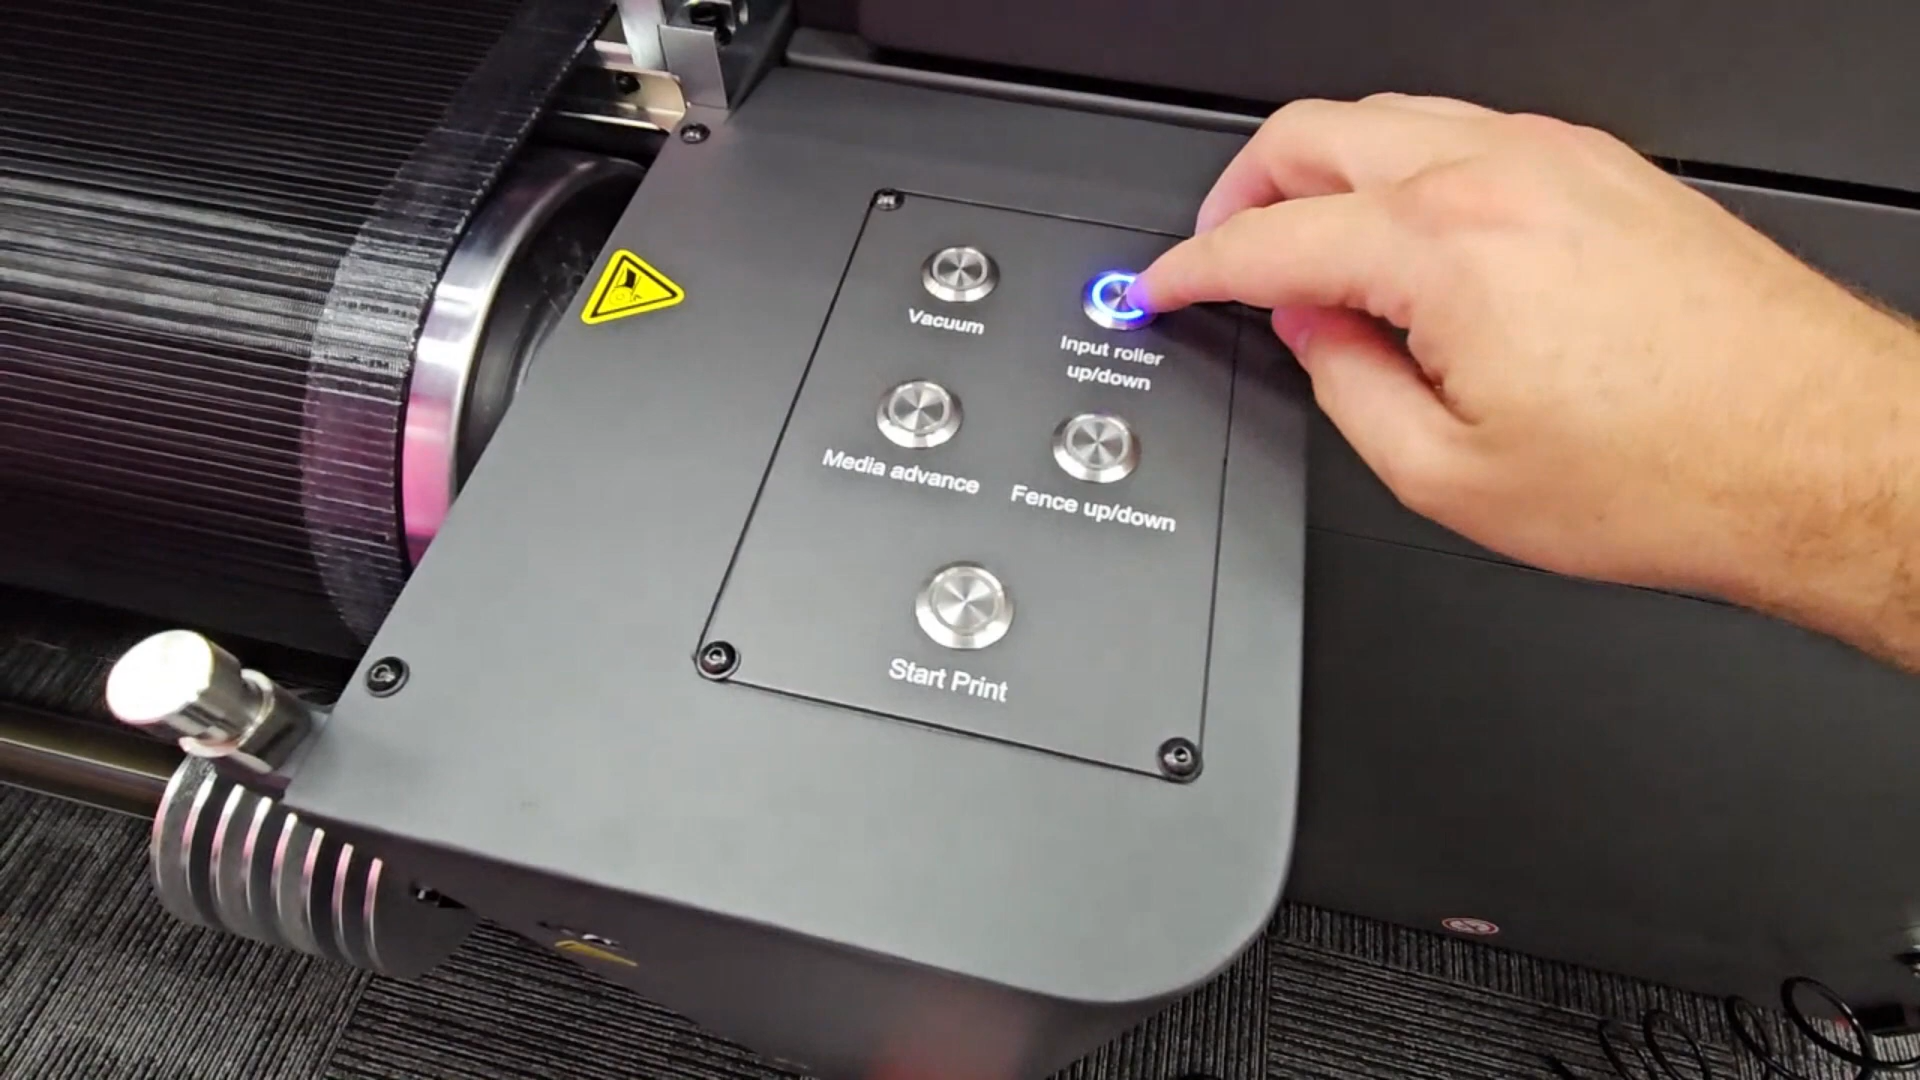 Vacuum
Input roller
up/down
Media advance
Fence up/down
Start Print